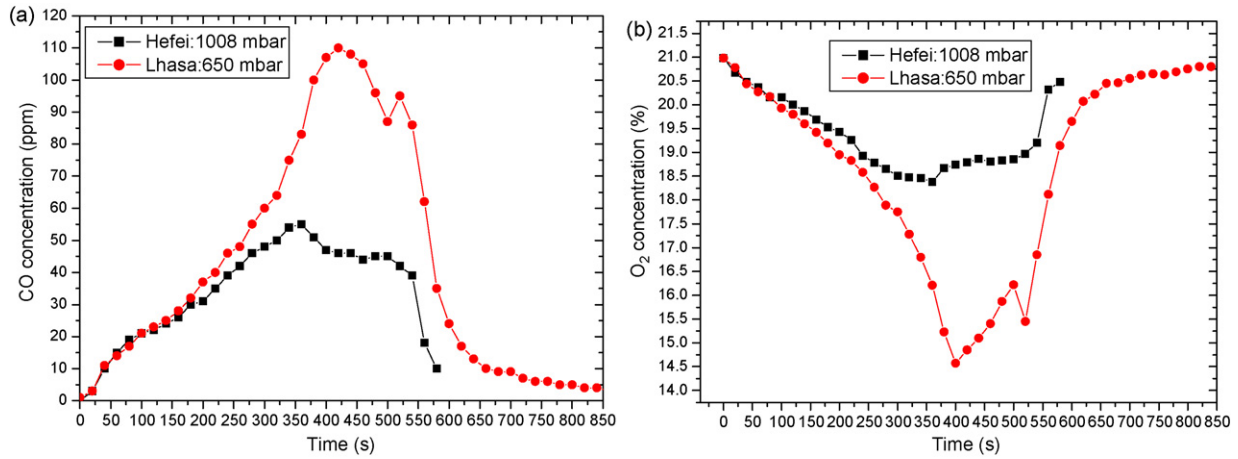 (a)
Hefei:1008 mbar
Lhasa:650 mbar
CO concentration (ppm)
120
110
100
90
80
70
60
50
40
30
20
10
0
0 50 100 150 200 250 300 350 400 450 500 550 600 650 700 750 800 850
Time (s)
(b)
Hefei:1008 mbar
Lhasa:650 mbar
O₂ concentration (%)
21.5
21.0
20.5
20.0
19.5
19.0
18.5
18.0
17.5
17.0
16.5
16.0
15.5
15.0
14.5
14.0
0 50 100 150 200 250 300 350 400 450 500 550 600 650 700 750 800 850
Time (s)